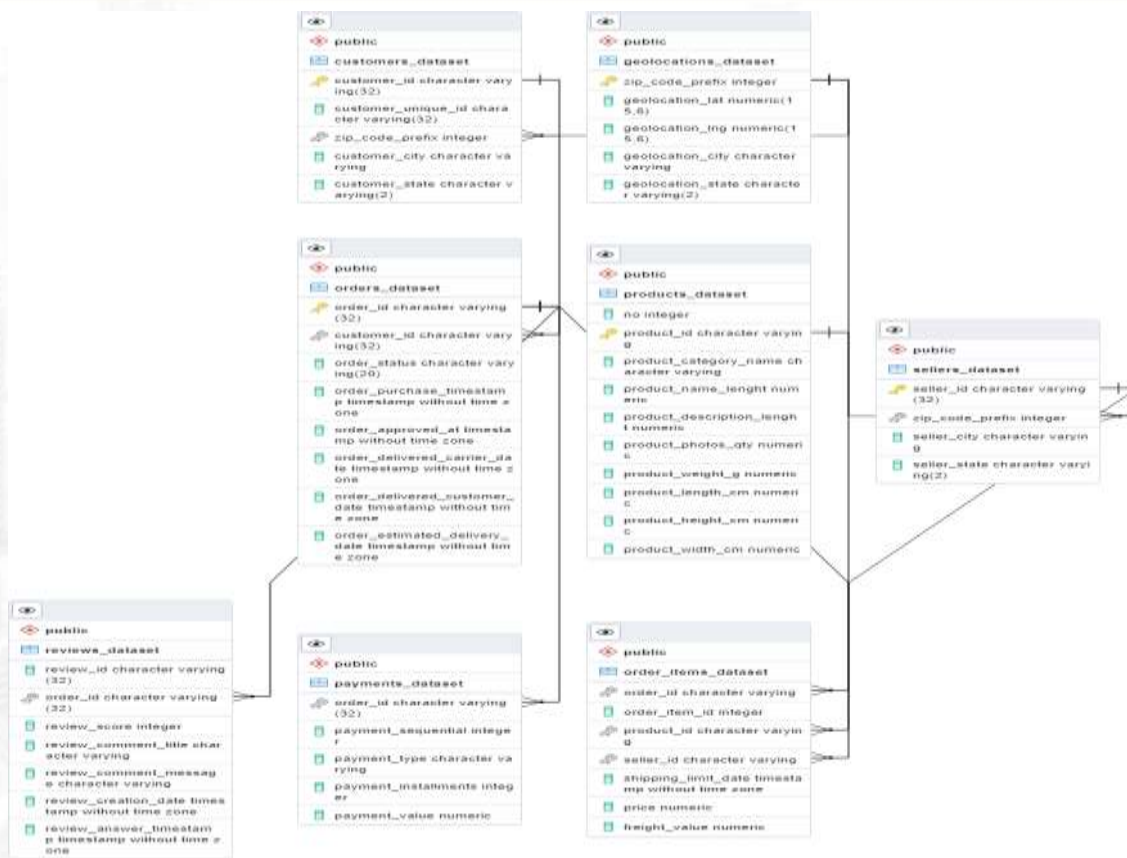 public
customers_dataset
customer_id character vary
ing(32)
customer_unique_id chara
cter varying(32)
zip_code_prefix integer
customer_city character va
rying
customer_state character v
arying(2)
public
geolocations_dataset
zip_code_prefix integer
geolocation_lat numeric(1
5,6)
geolocation_lng numeric(1
5,6)
geolocation_city character
varying
geolocation_state characte
r varying(2)
public
orders_dataset
order_id character varying
(32)
customer_id character vary
ing(32)
order_status character vary
ing(20)
order_purchase_timestam
p timestamp without time z
one
order_approved_at timesta
mp without time zone
order_delivered_carrier_da
te timestamp without time z
one
order_delivered_customer_
date timestamp without tim
e zone
order_estimated_delivery_
date timestamp without tim
e zone
public
products_dataset
no integer
product_id character varyin
g
product_category_name ch
aracter varying
product_name_lenght num
eric
product_description_lengh
t numeric
product_photos_qty numeri
c
product_weight_g numeric
product_length_cm numeri
c
product_height_cm numeri
c
product_width_cm numeric
public
sellers_dataset
seller_id character varying
(32)
zip_code_prefix integer
seller_city character varyin
g
seller_state character varyi
ng(2)
public
reviews_dataset
review_id character varying
(32)
order_id character varying
(32)
review_score integer
review_comment_title char
acter varying
review_comment_messag
e character varying
review_creation_date times
tamp without time zone
review_answer_timestam
p timestamp without time z
one
public
payments_dataset
order_id character varying
(32)
payment_sequential intege
r
payment_type character va
rying
payment_installments integ
er
payment_value numeric
public
order_items_dataset
order_id character varying
order_item_id integer
product_id character varyin
g
seller_id character varying
shipping_limit_date timesta
mp without time zone
price numeric
freight_value numeric